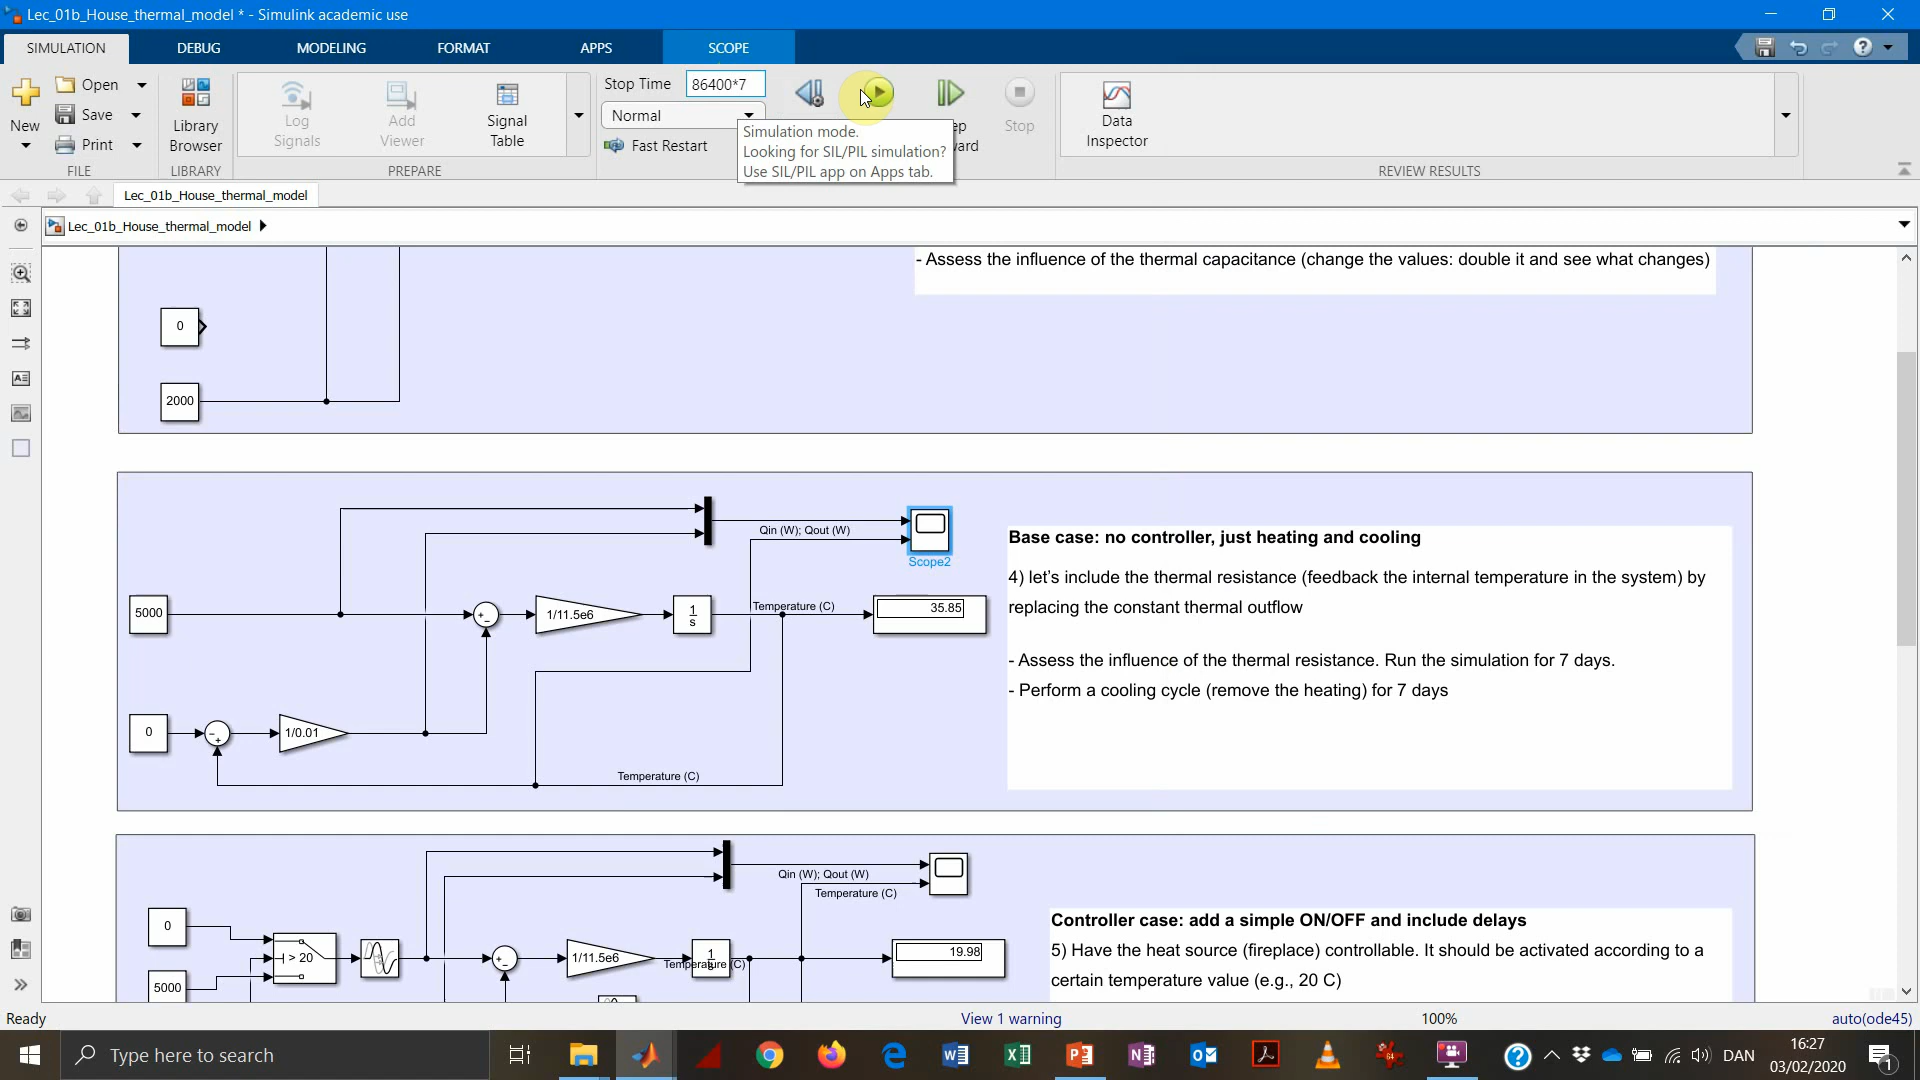 Lec_01b_House_thermal_model * - Simulink academic use
SIMULATION
DEBUG
MODELING
FORMAT
APPS
SCOPE
New
Open
Save
Print
FILE
Library
Browser
LIBRARY
Log
Signals
Add
Viewer
Signal
Table
PREPARE
Stop Time 86400*7
Normal
Fast Restart
Simulation mode.
Looking for SIL/PIL simulation?
Use SIL/PIL app on Apps tab.
Stop
Data
Inspector
REVIEW RESULTS
Lec_01b_House_thermal_model
Lec_01b_House_thermal_model
- Assess the influence of the thermal capacitance (change the values: double it and see what changes)
0
2000
Qin (W); Qout (W)
Scope2
5000
1/11.5e6
1
s
Temperature (C)
35.85
0
1/0.01
Temperature (C)
Base case: no controller, just heating and cooling
4) let's include the thermal resistance (feedback the internal temperature in the system) by
replacing the constant thermal outflow
- Assess the influence of the thermal resistance. Run the simulation for 7 days.
- Perform a cooling cycle (remove the heating) for 7 days
Qin (W); Qout (W)
Temperature (C)
0
> 20
5000
1/11.5e6
1
s
Temperature (C)
19.98
Controller case: add a simple ON/OFF and include delays
5) Have the heat source (fireplace) controllable. It should be activated according to a
certain temperature value (e.g., 20 C)
Ready
View 1 warning
100%
auto(ode45)
Type here to search
DAN
16:27
03/02/2020
1